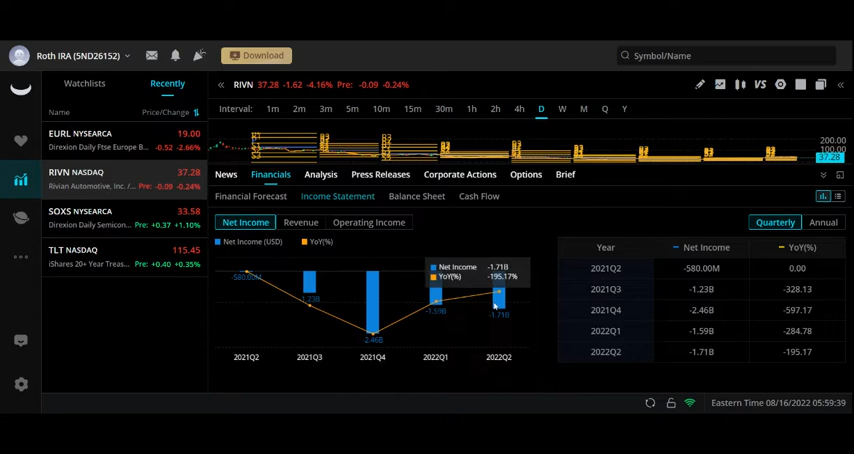 Roth IRA (5ND26152)
Download
Symbol/Name
Watchlists Recently
Name Price/Change
EURL NYSEARCA 19.00
Direxion Daily Ftse Europe B... -0.52 -2.66%
RIVN NASDAQ 37.28
Rivian Automotive, Inc. /... Pre: -0.09 -0.24%
SOXS NYSEARCA 33.58
Direxion Daily Semicon... Pre: +0.37 +1.10%
TLT NASDAQ 115.45
iShares 20+ Year Treas... Pre: +0.40 +0.35%
RIVN 37.28 -1.62 -4.16% Pre: -0.09 -0.24%
VS
Interval: 1m 2m 3m 5m 10m 15m 30m 1h 2h 4h D W M Q Y
200.00
100.00
37.28
News Financials Analysis Press Releases Corporate Actions Options Brief
Financial Forecast Income Statement Balance Sheet Cash Flow
Net Income Revenue Operating Income
Quarterly Annual
Net Income (USD) YoY(%)
Net Income -1.71B
YoY(%) -195.17%
-580.00M
-1.23B
-2.46B
-1.59B
-1.71B
2021Q2 2021Q3 2021Q4 2022Q1 2022Q2
Year Net Income YoY(%)
2021Q2 -580.00M 0.00
2021Q3 -1.23B -328.13
2021Q4 -2.46B -597.17
2022Q1 -1.59B -284.78
2022Q2 -1.71B -195.17
Eastern Time 08/16/2022 05:59:39